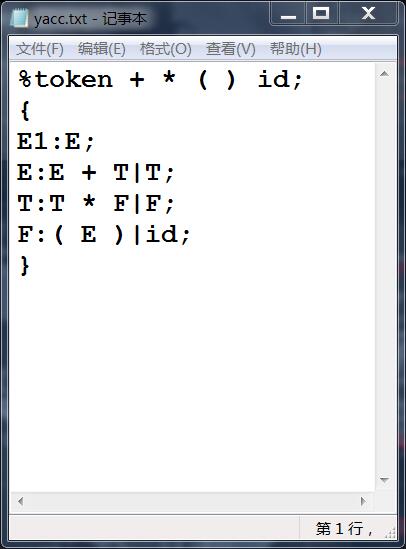 yacc.txt - 记事本
文件(F) 编辑(E) 格式(O) 查看(V) 帮助(H)
%token + * ( ) id;
{
E1:E;
E:E + T|T;
T:T * F|F;
F:( E )|id;
}
第 1 行，